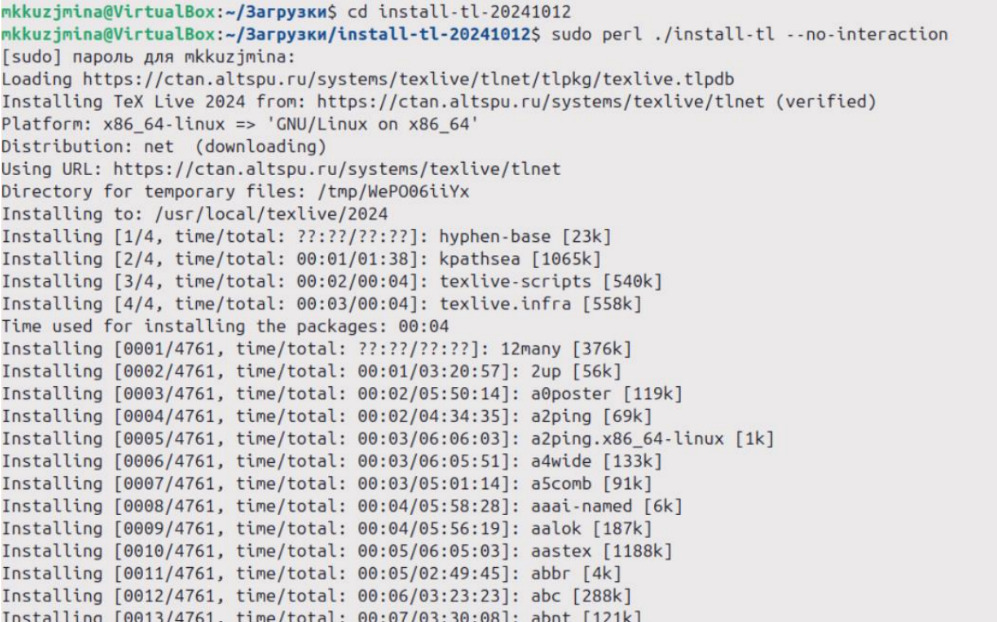 mkkuzjmina@VirtualBox:~/Загрузки$ cd install-tl-20241012
mkkuzjmina@VirtualBox:~/Загрузки/install-tl-20241012$ sudo perl ./install-tl --no-interaction
[sudo] пароль для mkkuzjmina:
Loading https://ctan.altspu.ru/systems/texlive/tlnet/tlpkg/texlive.tlpdb
Installing TeX Live 2024 from: https://ctan.altspu.ru/systems/texlive/tlnet (verified)
Platform: x86_64-linux => 'GNU/Linux on x86_64'
Distribution: net  (downloading)
Using URL: https://ctan.altspu.ru/systems/texlive/tlnet
Directory for temporary files: /tmp/WePO06iiYx
Installing to: /usr/local/texlive/2024
Installing [1/4, time/total: ??:??/??:??]: hyphen-base [23k]
Installing [2/4, time/total: 00:01/01:38]: kpathsea [1065k]
Installing [3/4, time/total: 00:02/00:04]: texlive-scripts [540k]
Installing [4/4, time/total: 00:03/00:04]: texlive.infra [558k]
Time used for installing the packages: 00:04
Installing [0001/4761, time/total: ??:??/??:??]: 12many [376k]
Installing [0002/4761, time/total: 00:01/03:20:57]: 2up [56k]
Installing [0003/4761, time/total: 00:02/05:50:14]: a0poster [119k]
Installing [0004/4761, time/total: 00:02/04:34:35]: a2ping [69k]
Installing [0005/4761, time/total: 00:03/06:06:03]: a2ping.x86_64-linux [1k]
Installing [0006/4761, time/total: 00:03/06:05:51]: a4wide [133k]
Installing [0007/4761, time/total: 00:03/05:01:14]: a5comb [91k]
Installing [0008/4761, time/total: 00:04/05:58:28]: aaai-named [6k]
Installing [0009/4761, time/total: 00:04/05:56:19]: aalok [187k]
Installing [0010/4761, time/total: 00:05/06:05:03]: aastex [1188k]
Installing [0011/4761, time/total: 00:05/02:49:45]: abbr [4k]
Installing [0012/4761, time/total: 00:06/03:23:23]: abc [288k]
Installing [0013/4761, time/total: 00:07/03:30:08]: abnt [121k]